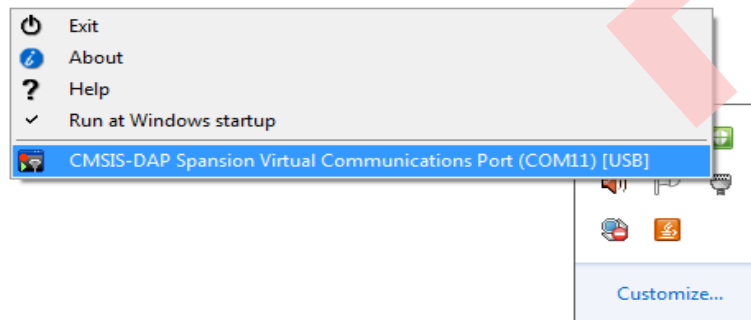 Exit
About
Help
Run at Windows startup
CMSIS-DAP Spansion Virtual Communications Port (COM11) [USB]
Customize...